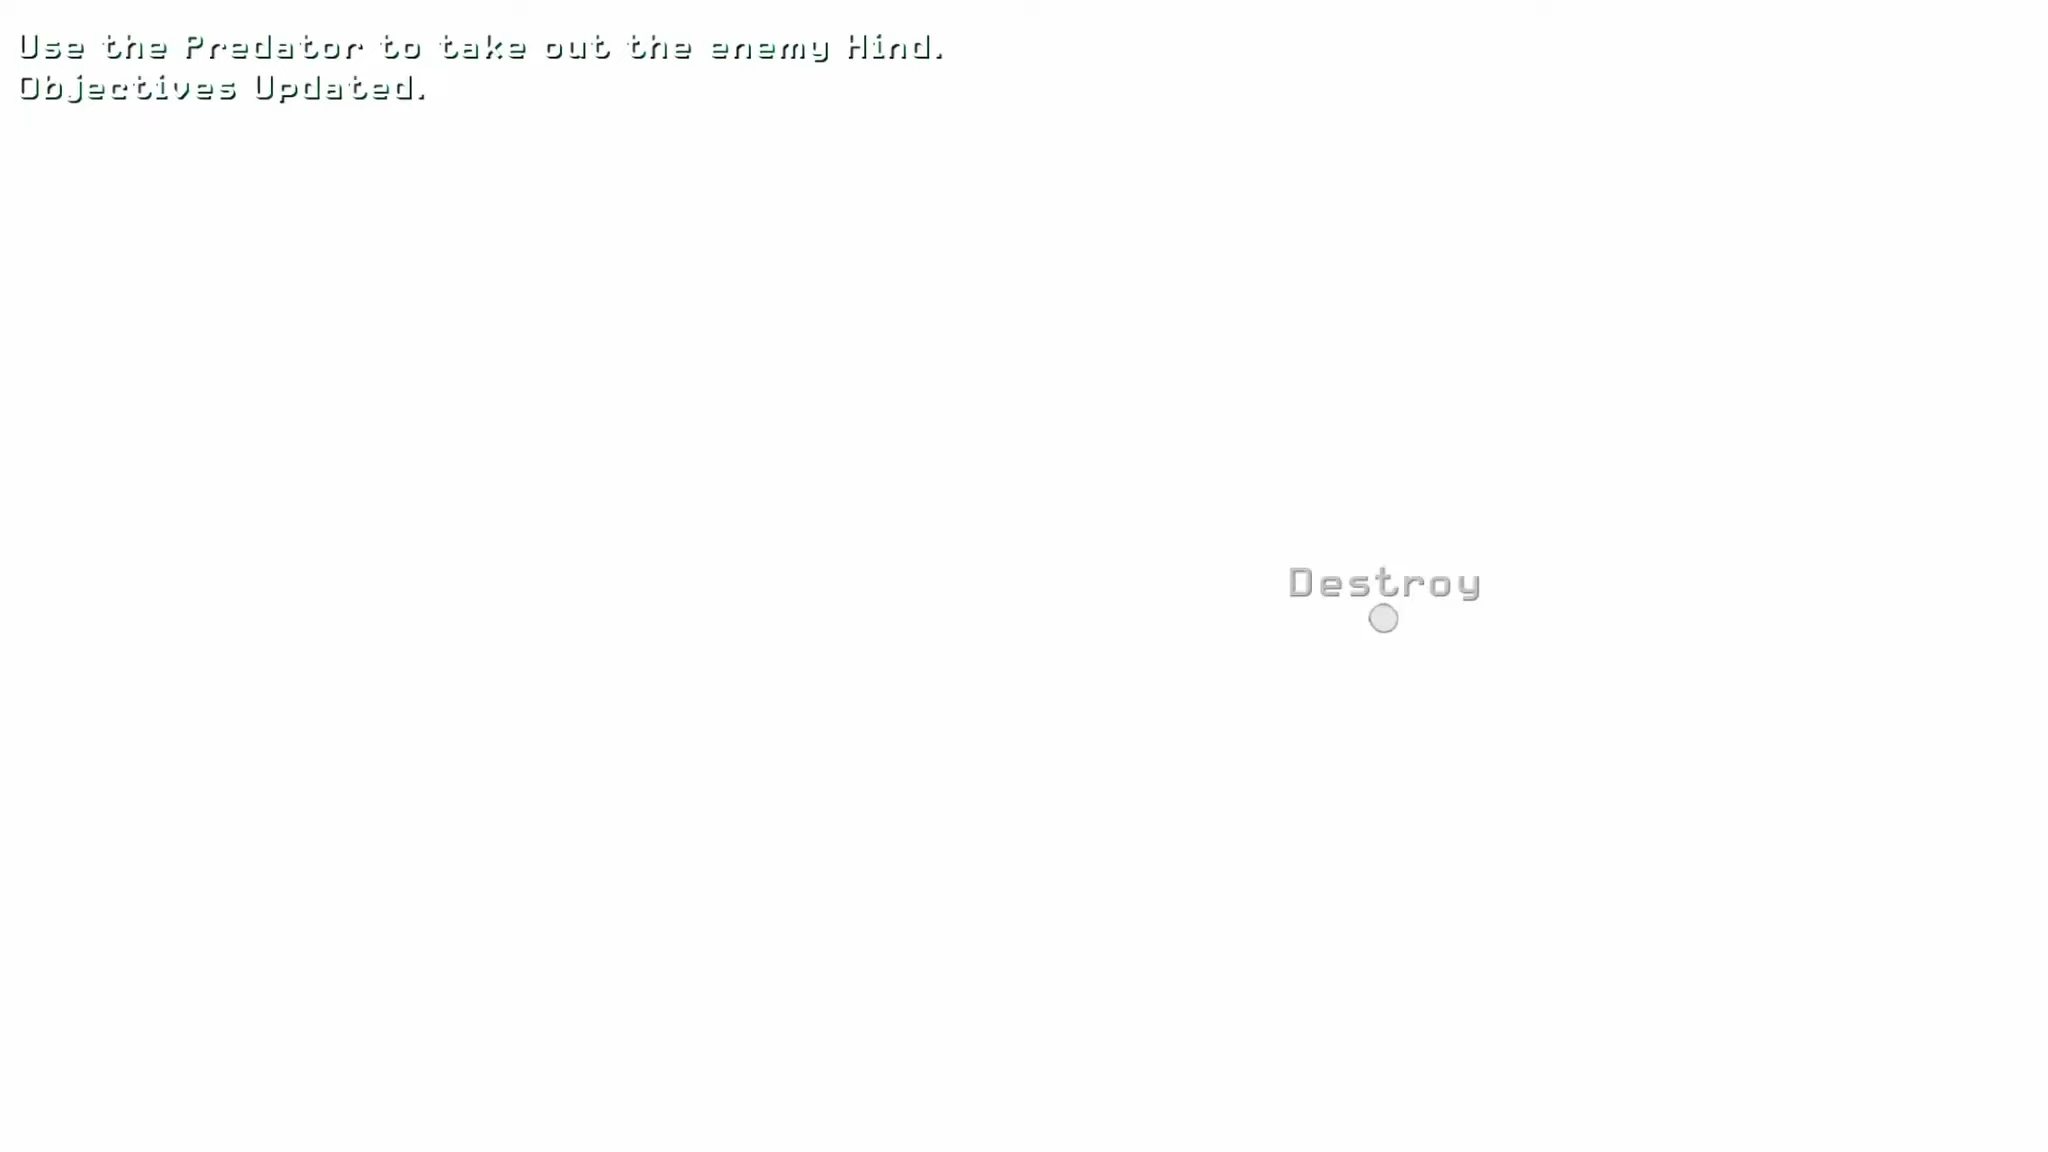 Use the Predator to take out the enemy Hind.
Objectives Updated.
Destroy